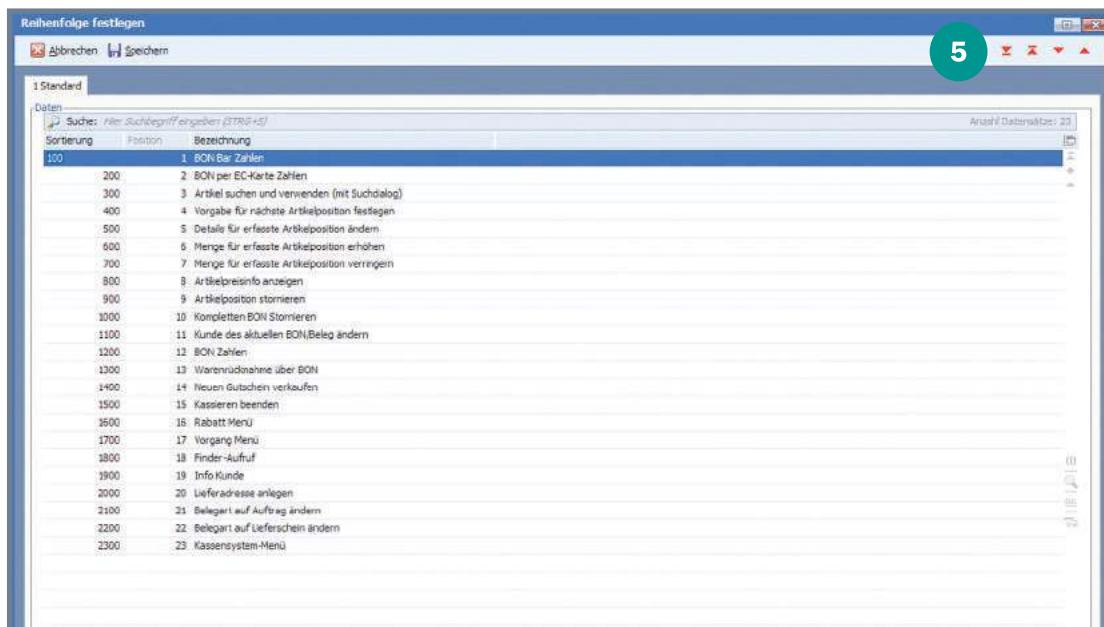 Reihenfolge festlegen
Abbrechen Speichern
5
1 Standard
Daten
Suche: Hier Suchbegriff eingeben (STRG+S) Anzahl Datensätze: 23
Sortierung Position Bezeichnung
100 1 BON Bar Zahlen
200 2 BON per EC-Karte Zahlen
300 3 Artikel suchen und verwenden (mit Suchdialog)
400 4 Vorgabe für nächste Artikelposition festlegen
500 5 Details für erfasste Artikelposition ändern
600 6 Menge für erfasste Artikelposition erhöhen
700 7 Menge für erfasste Artikelposition verringern
800 8 Artikelpreisinfo anzeigen
900 9 Artikelposition stornieren
1000 10 Kompletten BON Stornieren
1100 11 Kunde des aktuellen BON/Beleg ändern
1200 12 BON Zahlen
1300 13 Warenrücknahme über BON
1400 14 Neuen Gutschein verkaufen
1500 15 Kassieren beenden
1600 16 Rabatt Menü
1700 17 Vorgang Menü
1800 18 Finder-Aufruf
1900 19 Info Kunde
2000 20 Lieferadresse anlegen
2100 21 Belegart auf Auftrag ändern
2200 22 Belegart auf Lieferschein ändern
2300 23 Kassensystem-Menü